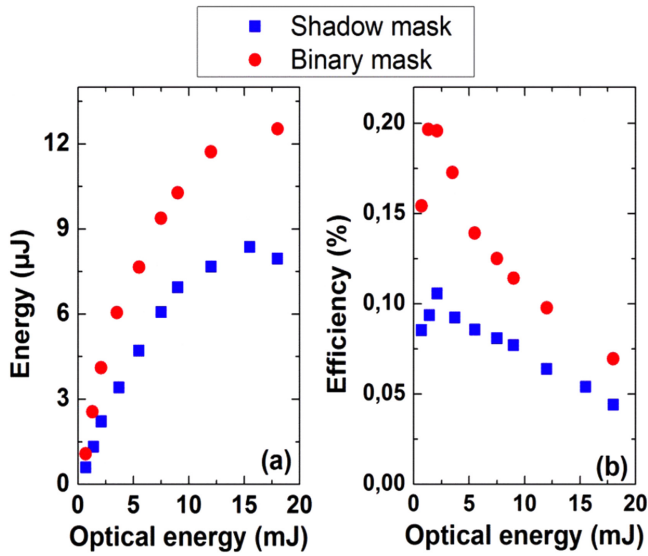 Shadow mask
Binary mask
Energy (μJ)
12
9
6
3
0
(a)
0 5 10 15 20
Optical energy (mJ)
Efficiency (%)
0,20
0,15
0,10
0,05
0,00
(b)
0 5 10 15 20
Optical energy (mJ)